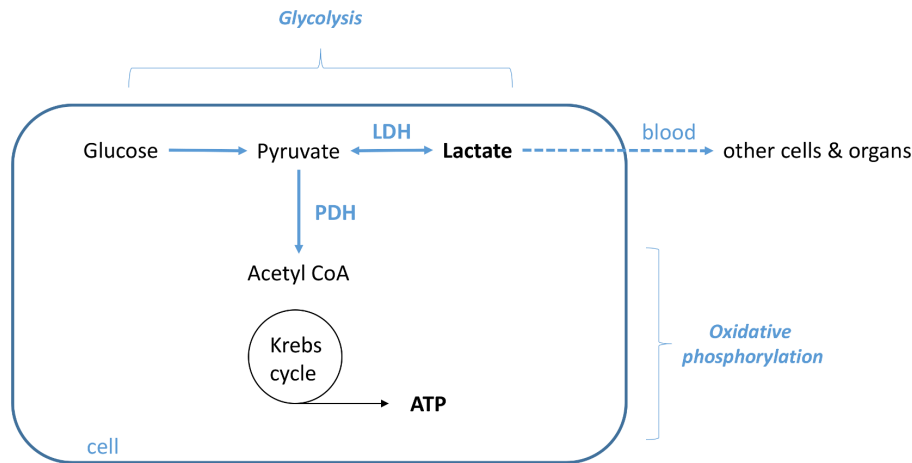 Glycolysis
LDH
blood
Glucose
Pyruvate
Lactate
other cells & organs
PDH
Acetyl CoA
Krebs
cycle
Oxidative
phosphorylation
ATP
cell